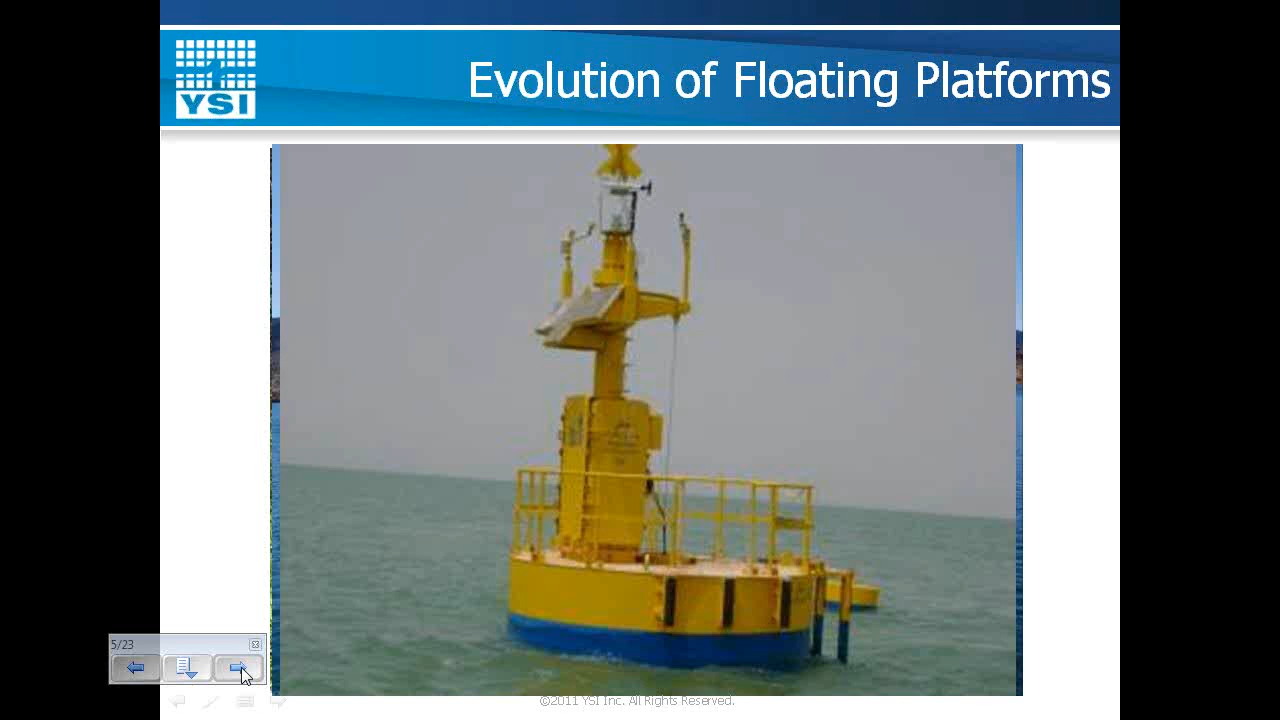 YSI
Evolution of Floating Platforms
5/23
©2011 YSI Inc. All Rights Reserved.